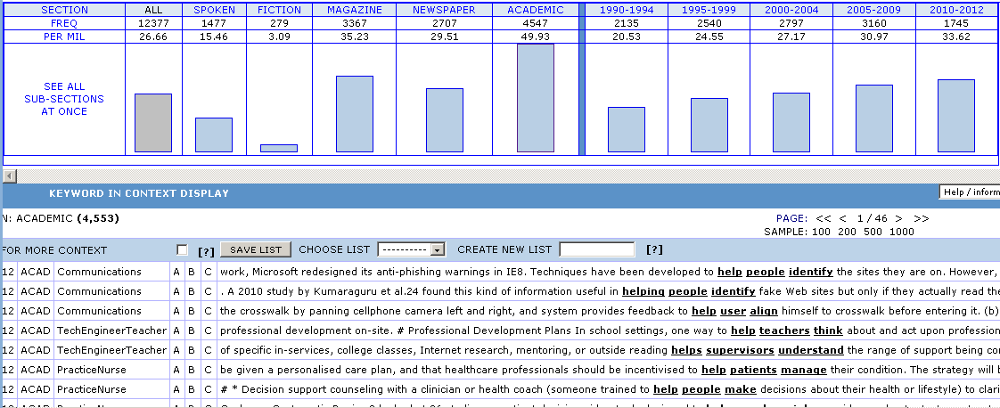 SECTION ALL SPOKEN FICTION MAGAZINE NEWSPAPER ACADEMIC 1990-1994 1995-1999 2000-2004 2005-2009 2010-2012
FREQ 12377 1477 279 3367 2707 4547 2135 2540 2797 3160 1745
PER MIL 26.66 15.46 3.09 35.23 29.51 49.93 20.53 24.55 27.17 30.97 33.62
SEE ALL
SUB-SECTIONS
AT ONCE
KEYWORD IN CONTEXT DISPLAY
Help / inform
N: ACADEMIC (4,553) PAGE: << < 1 / 46 > >>
SAMPLE: 100 200 500 1000
FOR MORE CONTEXT [?] SAVE LIST CHOOSE LIST ---------- CREATE NEW LIST [?]
12 ACAD Communications A B C work, Microsoft redesigned its anti-phishing warnings in IE8. Techniques have been developed to help people identify the sites they are on. However,
12 ACAD Communications A B C . A 2010 study by Kumaraguru et al.24 found this kind of information useful in helping people identify fake Web sites but only if they actually read the
12 ACAD Communications A B C the crosswalk by panning cellphone camera left and right, and system provides feedback to help user align himself to crosswalk before entering it. (b)
12 ACAD TechEngineerTeacher A B C professional development on-site. # Professional Development Plans In school settings, one way to help teachers think about and act upon profession
12 ACAD TechEngineerTeacher A B C of specific in-services, college classes, Internet research, mentoring, or outside reading helps supervisors understand the range of support being co
12 ACAD PracticeNurse A B C be given a personalised care plan, and that healthcare professionals should be incentivised to help patients manage their condition. The strategy will b
12 ACAD PracticeNurse A B C # * Decision support counseling with a clinician or health coach (someone trained to help people make decisions about their health or lifestyle) to clari